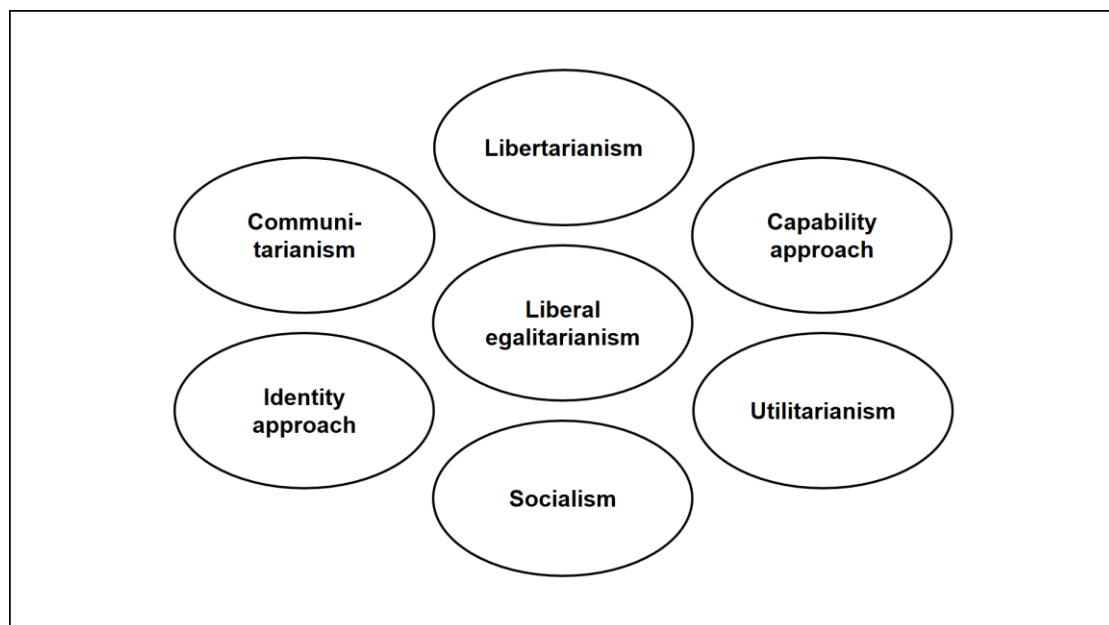 Libertarianism
Communi-
tarianism
Capability
approach
Liberal
egalitarianism
Identity
approach
Utilitarianism
Socialism